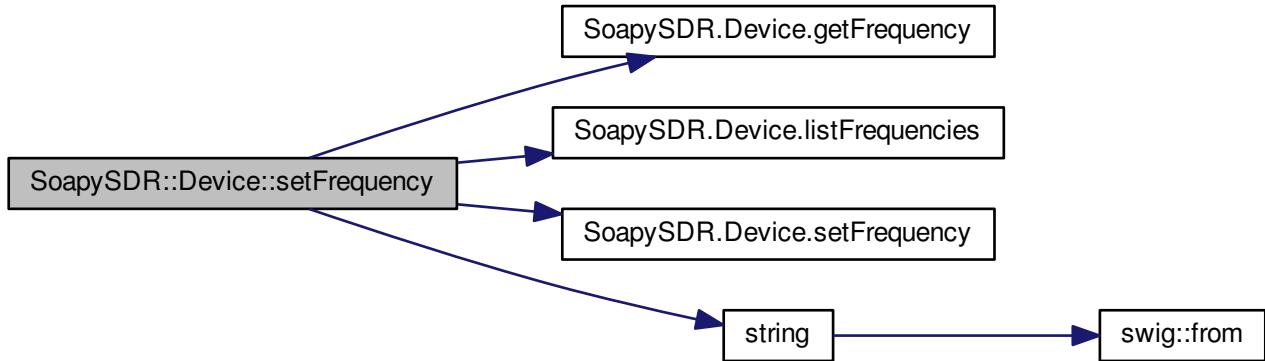 SoapySDR.Device.getFrequency
SoapySDR.Device.listFrequencies
SoapySDR::Device::setFrequency
SoapySDR.Device.setFrequency
string
swig::from